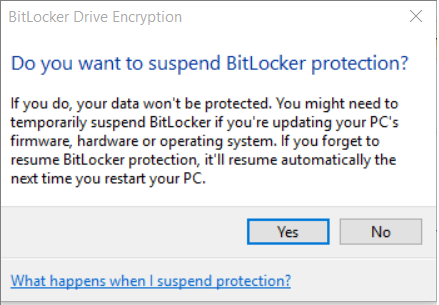 BitLocker Drive Encryption
Do you want to suspend BitLocker protection?
If you do, your data won't be protected. You might need to
temporarily suspend BitLocker if you're updating your PC's
firmware, hardware or operating system. If you forget to
resume BitLocker protection, it'll resume automatically the
next time you restart your PC.
Yes
No
What happens when I suspend protection?